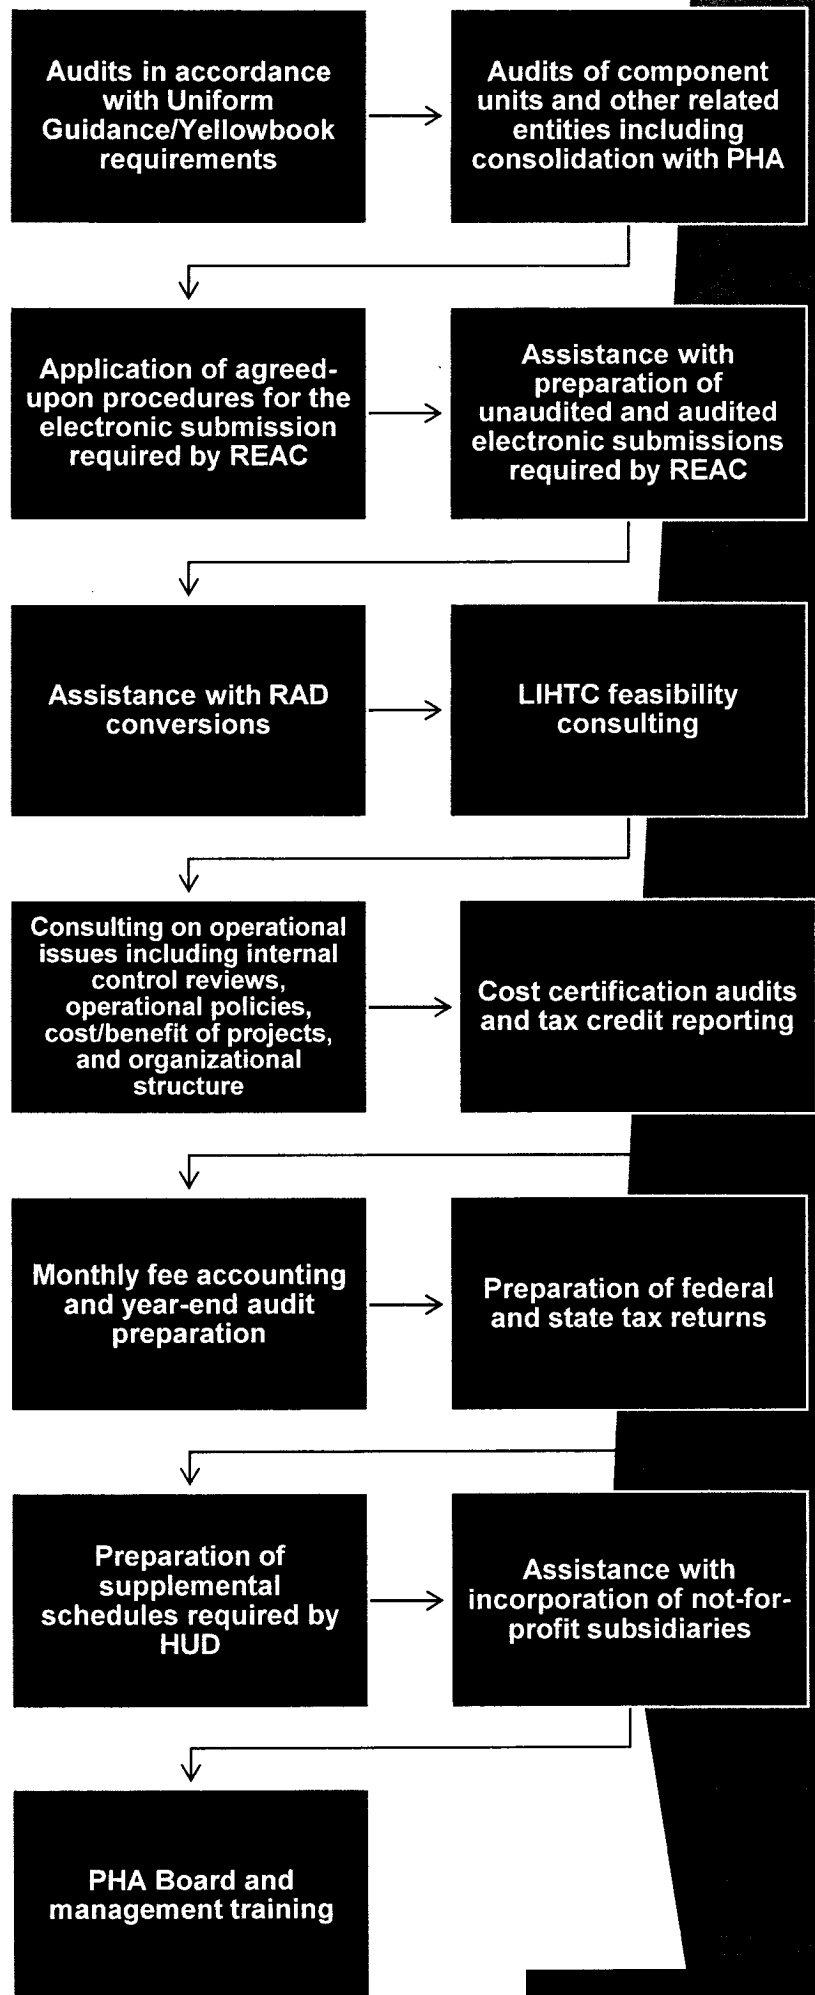 Audits in accordance
with Uniform
Guidance/Yellowbook
requirements
Audits of component
units and other related
entities including
consolidation with PHA
Application of agreed-
upon procedures for the
electronic submission
required by REAC
Assistance with
preparation of
unaudited and audited
electronic submissions
required by REAC
Assistance with RAD
conversions
LIHTC feasibility
consulting
Consulting on operational
issues including internal
control reviews,
operational policies,
cost/benefit of projects,
and organizational
structure
Cost certification audits
and tax credit reporting
Monthly fee accounting
and year-end audit
preparation
Preparation of federal
and state tax returns
Preparation of
supplemental
schedules required by
HUD
Assistance with
incorporation of not-for-
profit subsidiaries
PHA Board and
management training